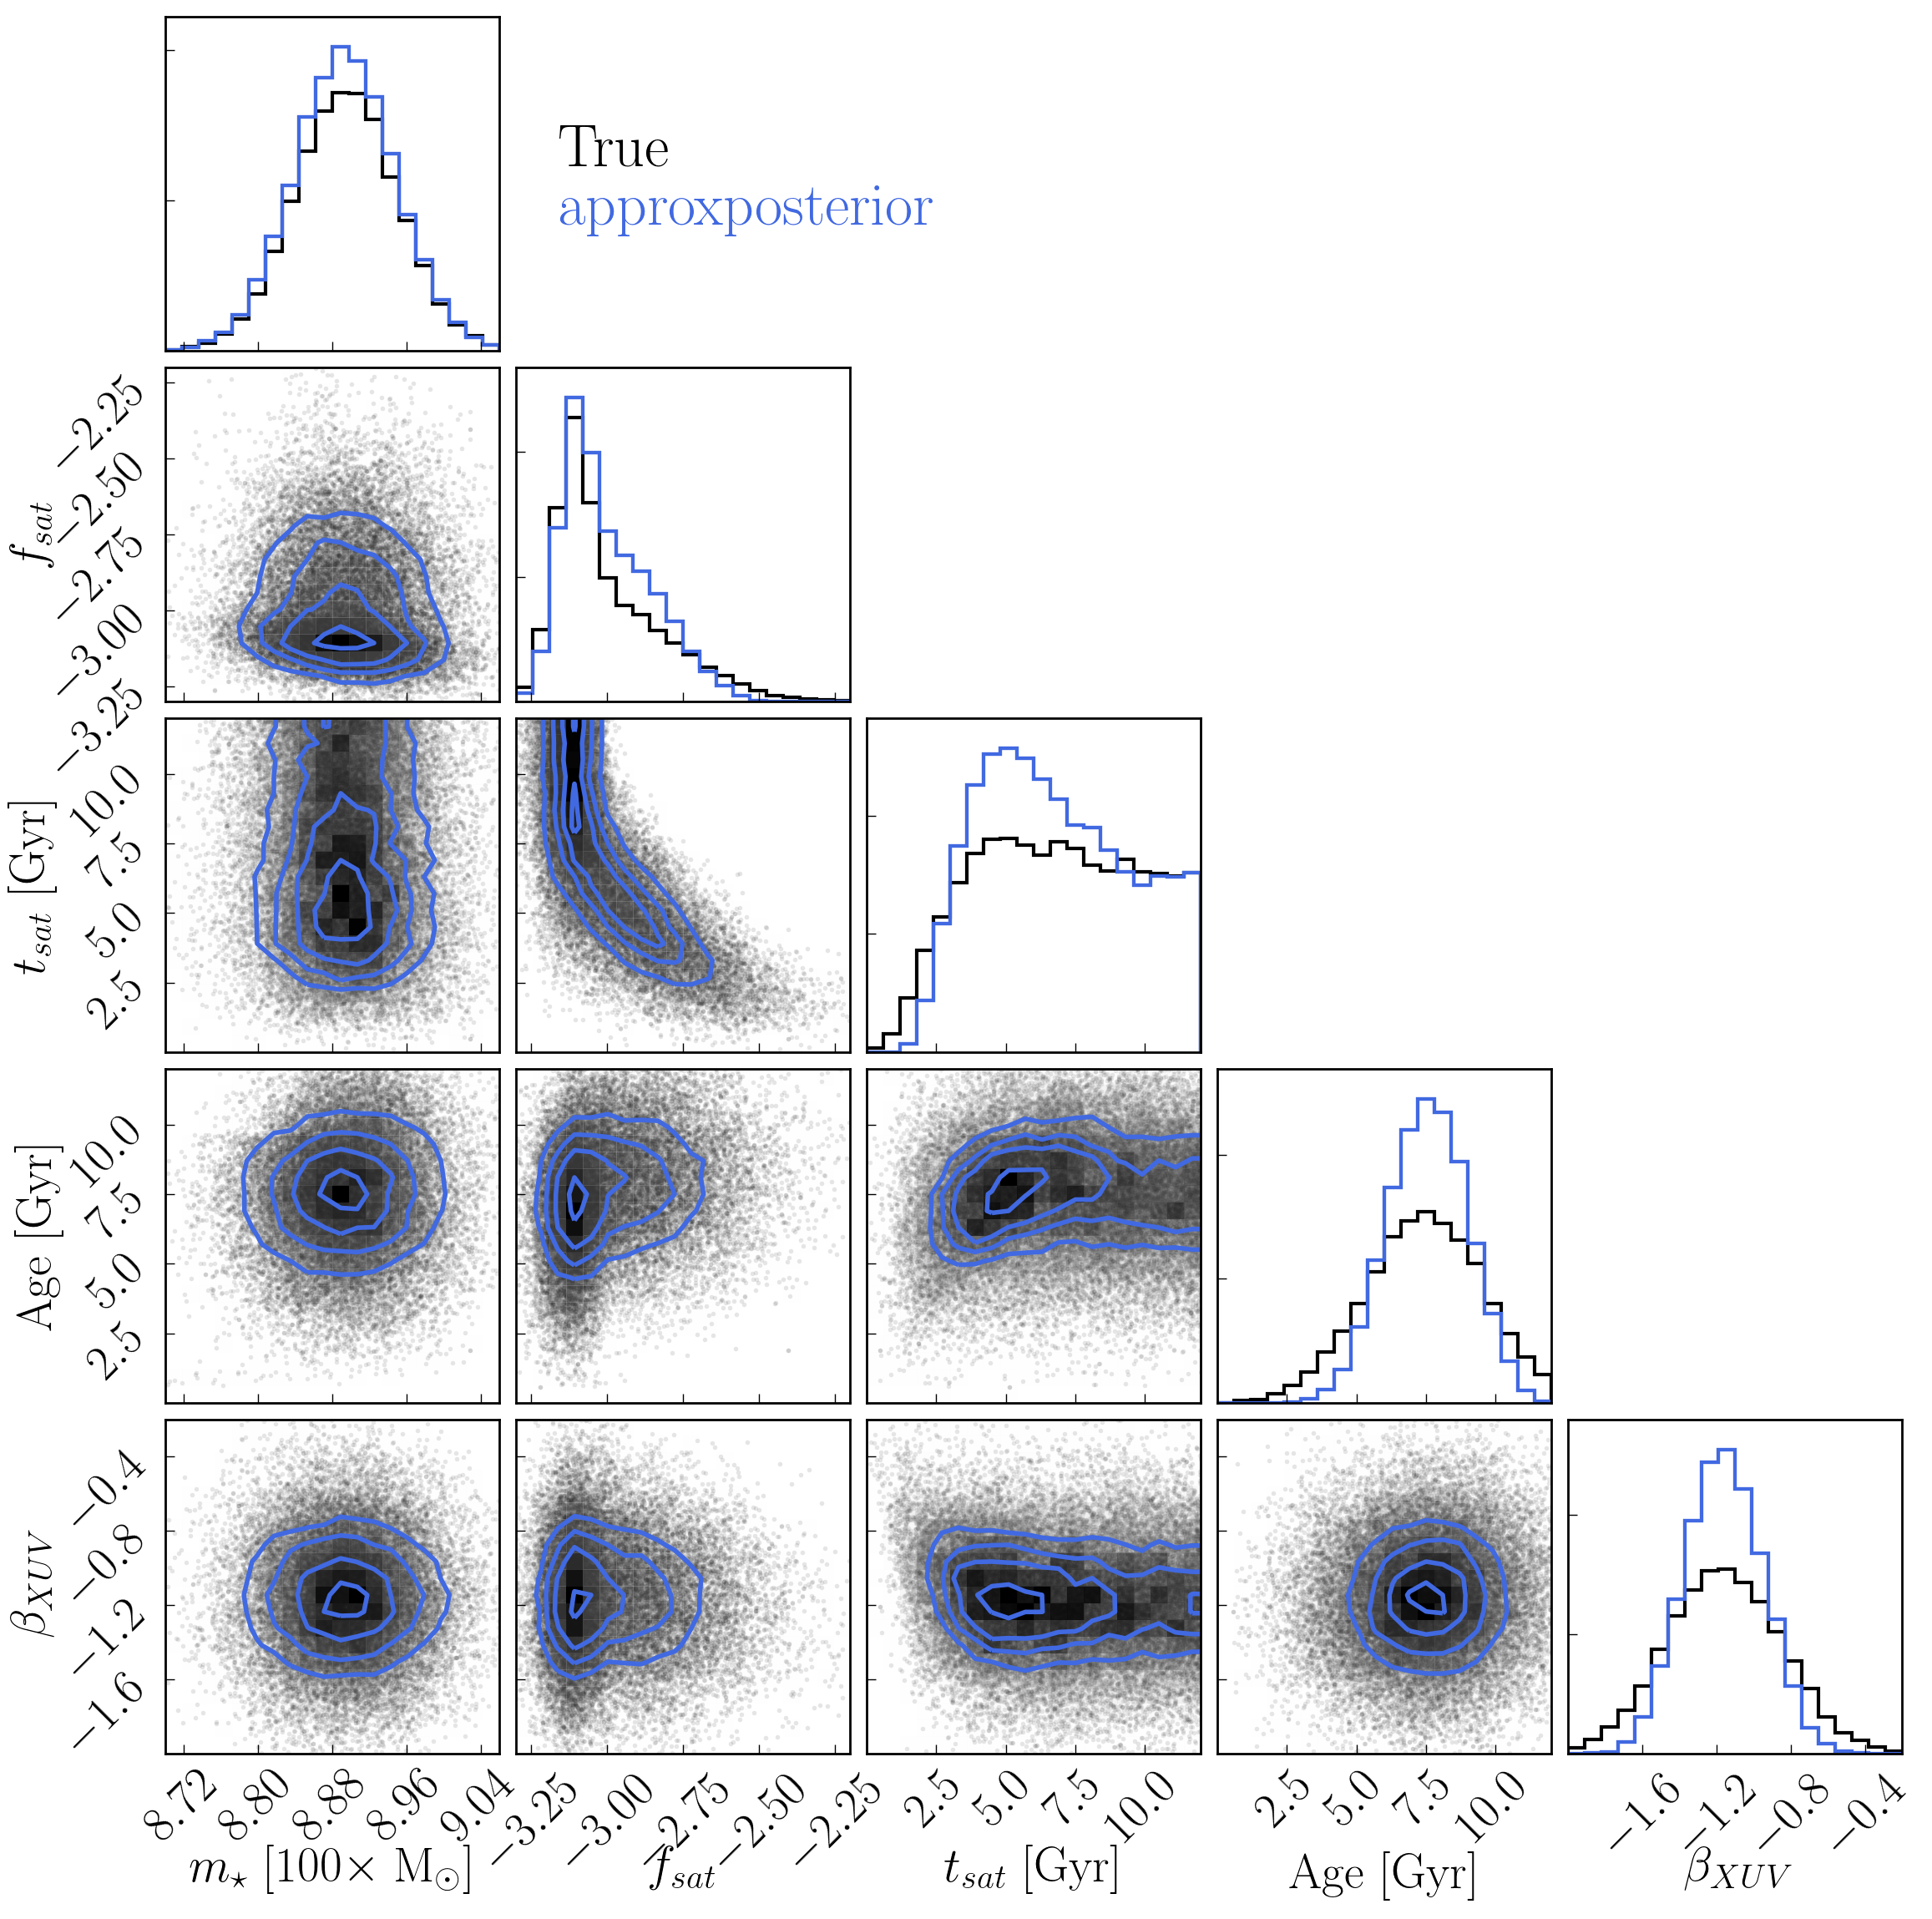 True
approxposterior
f_sat
−2.25
−2.50
−2.75
−3.00
−3.25
t_sat [Gyr]
10.0
7.5
5.0
2.5
Age [Gyr]
10.0
7.5
5.0
2.5
β_XUV
−0.4
−0.8
−1.2
−1.6
8.72 8.80 8.88 8.96 9.04
−3.25 −3.00 −2.75 −2.50 −2.25
2.5 5.0 7.5 10.0
2.5 5.0 7.5 10.0
−1.6 −1.2 −0.8 −0.4
m⋆ [100× M⊙]
f_sat
t_sat [Gyr]
Age [Gyr]
β_XUV